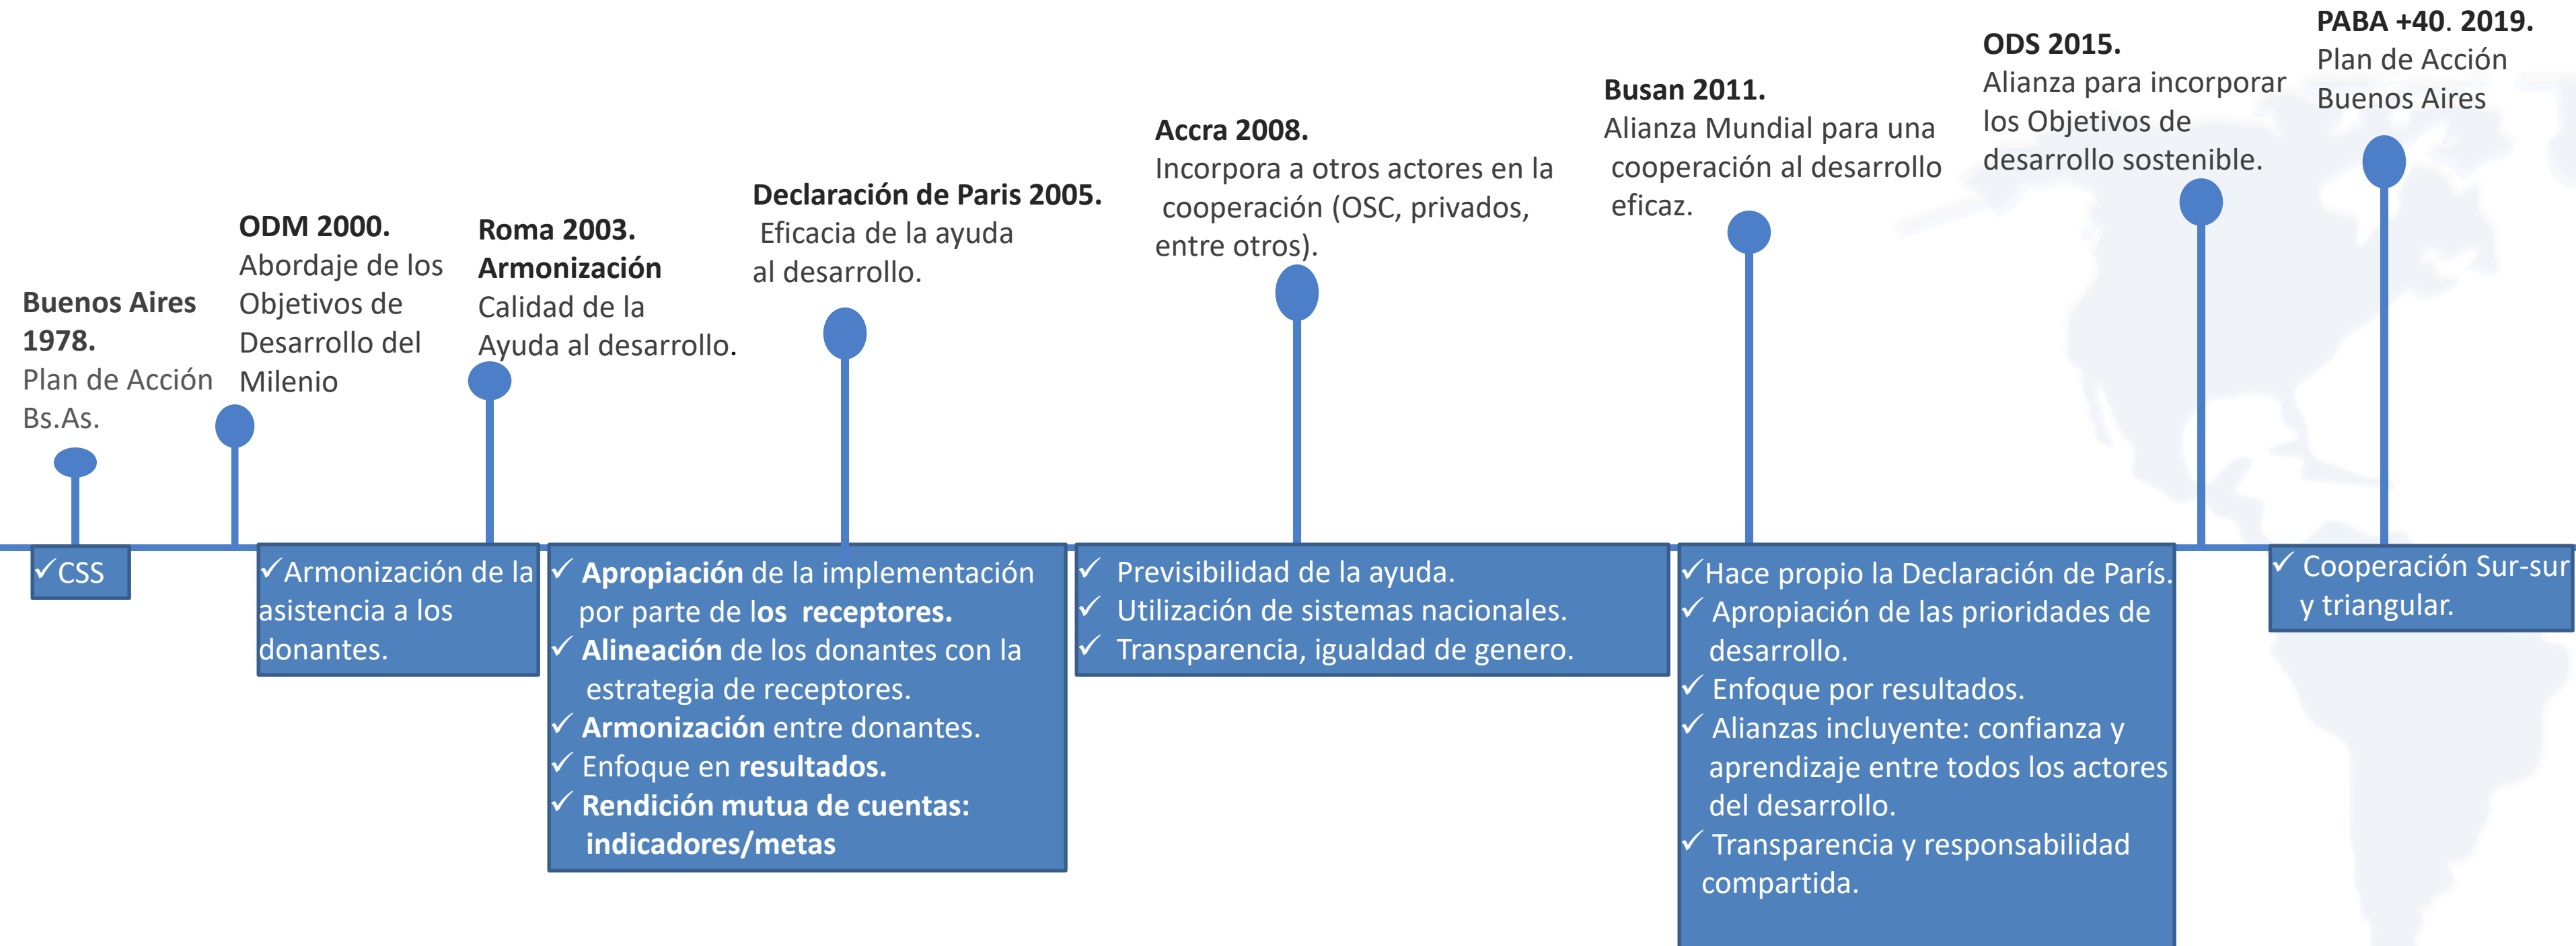 Buenos Aires
1978.
Plan de Acción
Bs.As.
ODM 2000.
Abordaje de los
Objetivos de
Desarrollo del
Milenio
Roma 2003.
Armonización
Calidad de la
Ayuda al desarrollo.
Declaración de Paris 2005.
Eficacia de la ayuda
al desarrollo.
Accra 2008.
Incorpora a otros actores en la
cooperación (OSC, privados,
entre otros).
Busan 2011.
Alianza Mundial para una
cooperación al desarrollo
eficaz.
ODS 2015.
Alianza para incorporar
los Objetivos de
desarrollo sostenible.
PABA +40. 2019.
Plan de Acción
Buenos Aires
✓CSS
✓Armonización de la
asistencia a los
donantes.
✓ Apropiación de la implementación
por parte de los receptores.
✓ Alineación de los donantes con la
estrategia de receptores.
✓ Armonización entre donantes.
✓ Enfoque en resultados.
✓ Rendición mutua de cuentas:
indicadores/metas
✓ Previsibilidad de la ayuda.
✓ Utilización de sistemas nacionales.
✓ Transparencia, igualdad de genero.
✓Hace propio la Declaración de París.
✓ Apropiación de las prioridades de
desarrollo.
✓ Enfoque por resultados.
✓ Alianzas incluyente: confianza y
aprendizaje entre todos los actores
del desarrollo.
✓ Transparencia y responsabilidad
compartida.
✓ Cooperación Sur-sur
y triangular.